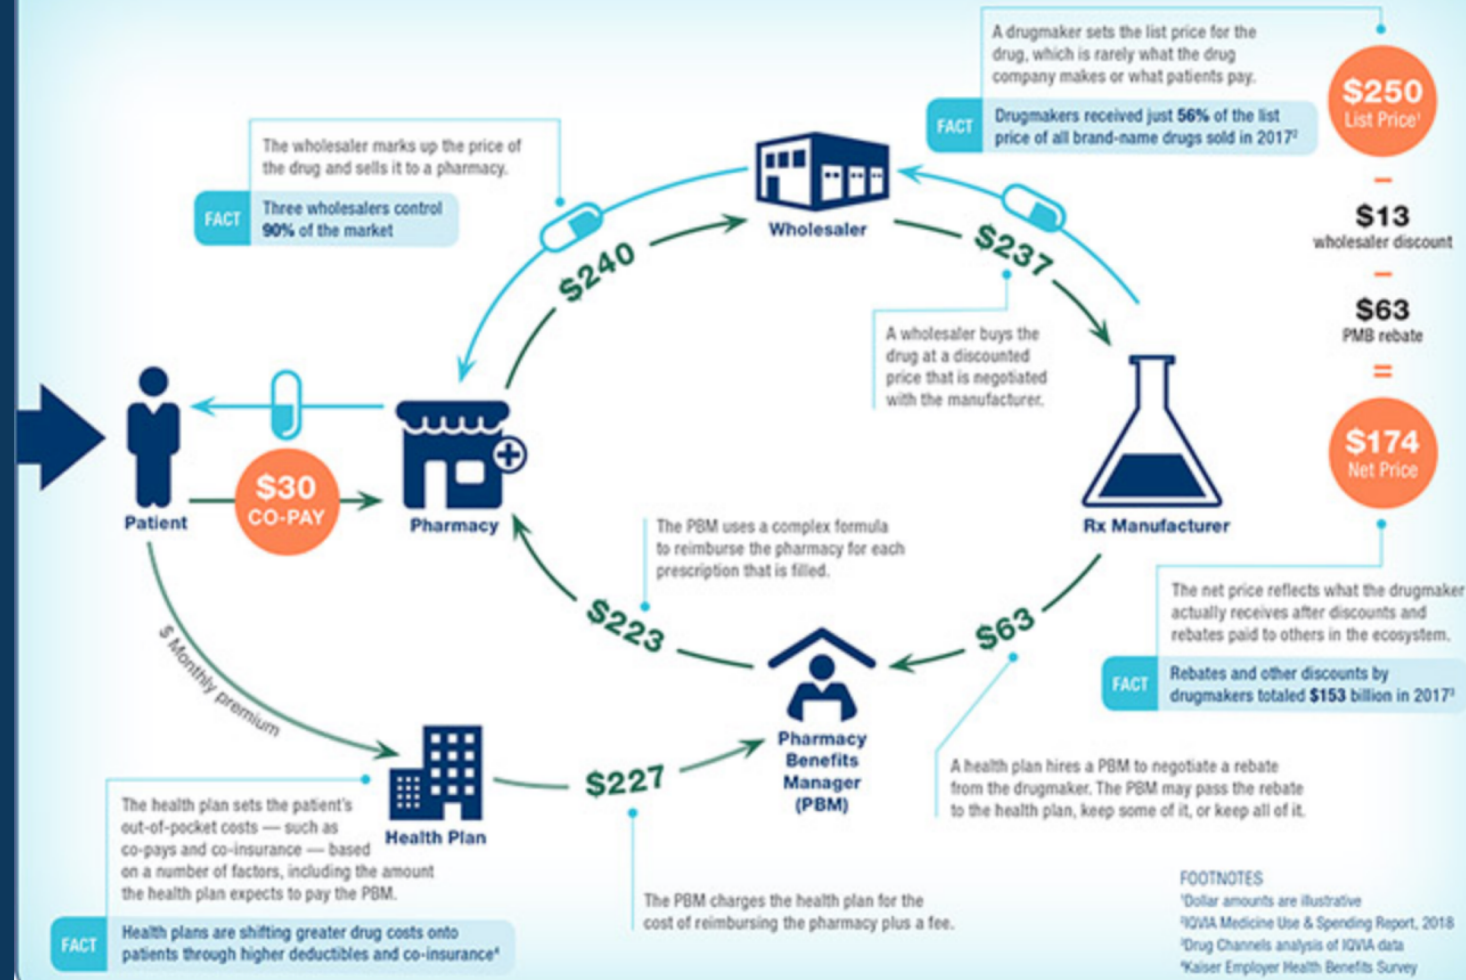 A drugmaker sets the list price for the
drug, which is rarely what the drug
company makes or what patients pay.
FACT
Drugmakers received just 56% of the list
price of all brand-name drugs sold in 2017²
$250
List Price¹
–
$13
wholesaler discount
–
$63
PMB rebate
=
$174
Net Price
The wholesaler marks up the price of
the drug and sells it to a pharmacy.
FACT
Three wholesalers control
90% of the market
Wholesaler
$240
$237
A wholesaler buys the
drug at a discounted
price that is negotiated
with the manufacturer.
$30
CO-PAY
Patient
Pharmacy
Rx Manufacturer
The PBM uses a complex formula
to reimburse the pharmacy for each
prescription that is filled.
$223
$63
The net price reflects what the drugmaker
actually receives after discounts and
rebates paid to others in the ecosystem.
FACT
Rebates and other discounts by
drugmakers totaled $153 billion in 2017³
$ Monthly premium
Pharmacy
Benefits
Manager
(PBM)
$227
Health Plan
A health plan hires a PBM to negotiate a rebate
from the drugmaker. The PBM may pass the rebate
to the health plan, keep some of it, or keep all of it.
The health plan sets the patient's
out-of-pocket costs — such as
co-pays and co-insurance — based
on a number of factors, including the amount
the health plan expects to pay the PBM.
FACT
Health plans are shifting greater drug costs onto
patients through higher deductibles and co-insurance⁴
The PBM charges the health plan for the
cost of reimbursing the pharmacy plus a fee.
FOOTNOTES
¹Dollar amounts are illustrative
²IQVIA Medicine Use & Spending Report, 2018
³Drug Channels analysis of IQVIA data
⁴Kaiser Employer Health Benefits Survey